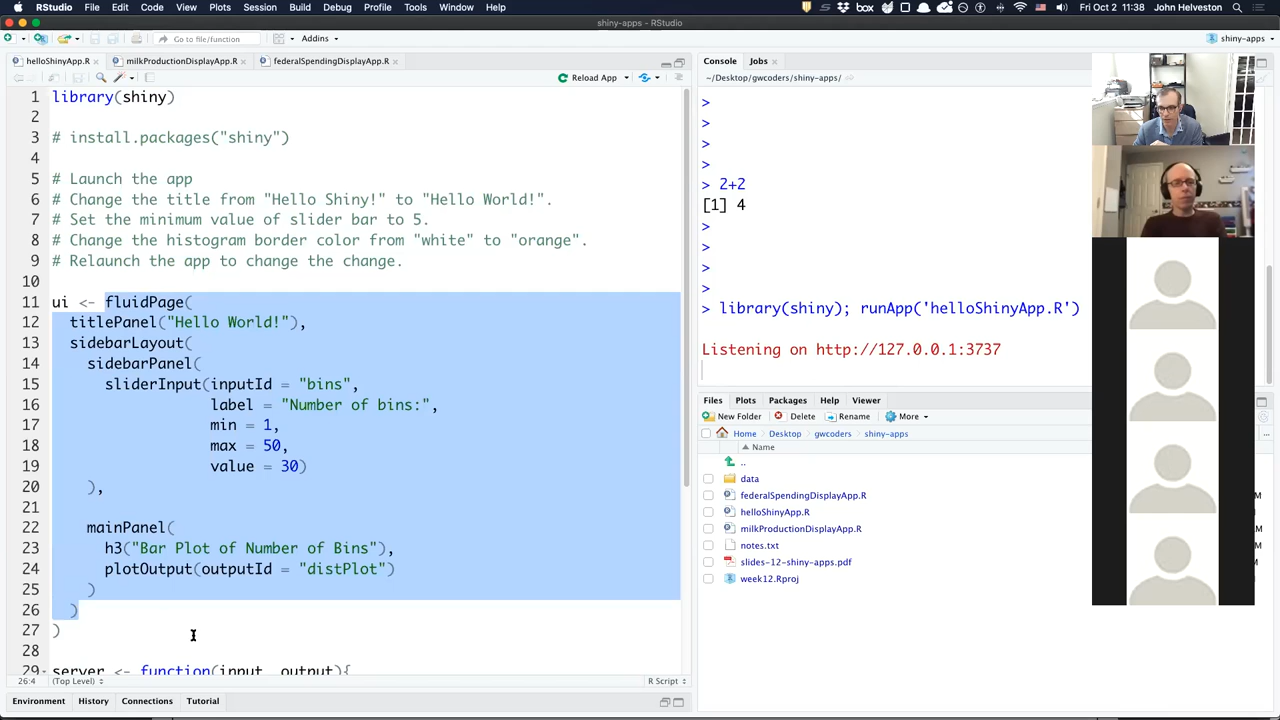 RStudio File Edit Code View Plots Session Build Debug Profile Tools Window Help box Fri Oct 2 11:38 John Helveston
shiny-apps - RStudio
Go to file/function Addins shiny-apps
helloShinyApp.R milkProductionDisplayApp.R federalSpendingDisplayApp.R
Reload App
1 library(shiny)
2
3 # install.packages("shiny")
4
5 # Launch the app
6 # Change the title from "Hello Shiny!" to "Hello World!".
7 # Set the minimum value of slider bar to 5.
8 # Change the histogram border color from "white" to "orange".
9 # Relaunch the app to change the change.
10
11 ui <- fluidPage(
12 titlePanel("Hello World!"),
13 sidebarLayout(
14 sidebarPanel(
15 sliderInput(inputId = "bins",
16 label = "Number of bins:",
17 min = 1,
18 max = 50,
19 value = 30)
20 ),
21
22 mainPanel(
23 h3("Bar Plot of Number of Bins"),
24 plotOutput(outputId = "distPlot")
25 )
26 )
27 )
28
29 server <- function(input, output){
26:4 (Top Level) R Script
Environment History Connections Tutorial
Console Jobs
~/Desktop/gwcoders/shiny-apps/
>
>
>
>
> 2+2
[1] 4
>
>
>
>
> library(shiny); runApp('helloShinyApp.R')
Listening on http://127.0.0.1:3737
Files Plots Packages Help Viewer
New Folder Delete Rename More
Home Desktop gwcoders shiny-apps ...
Name
..
data
federalSpendingDisplayApp.R M
helloShinyApp.R M
milkProductionDisplayApp.R M
notes.txt M
slides-12-shiny-apps.pdf M
week12.Rproj M